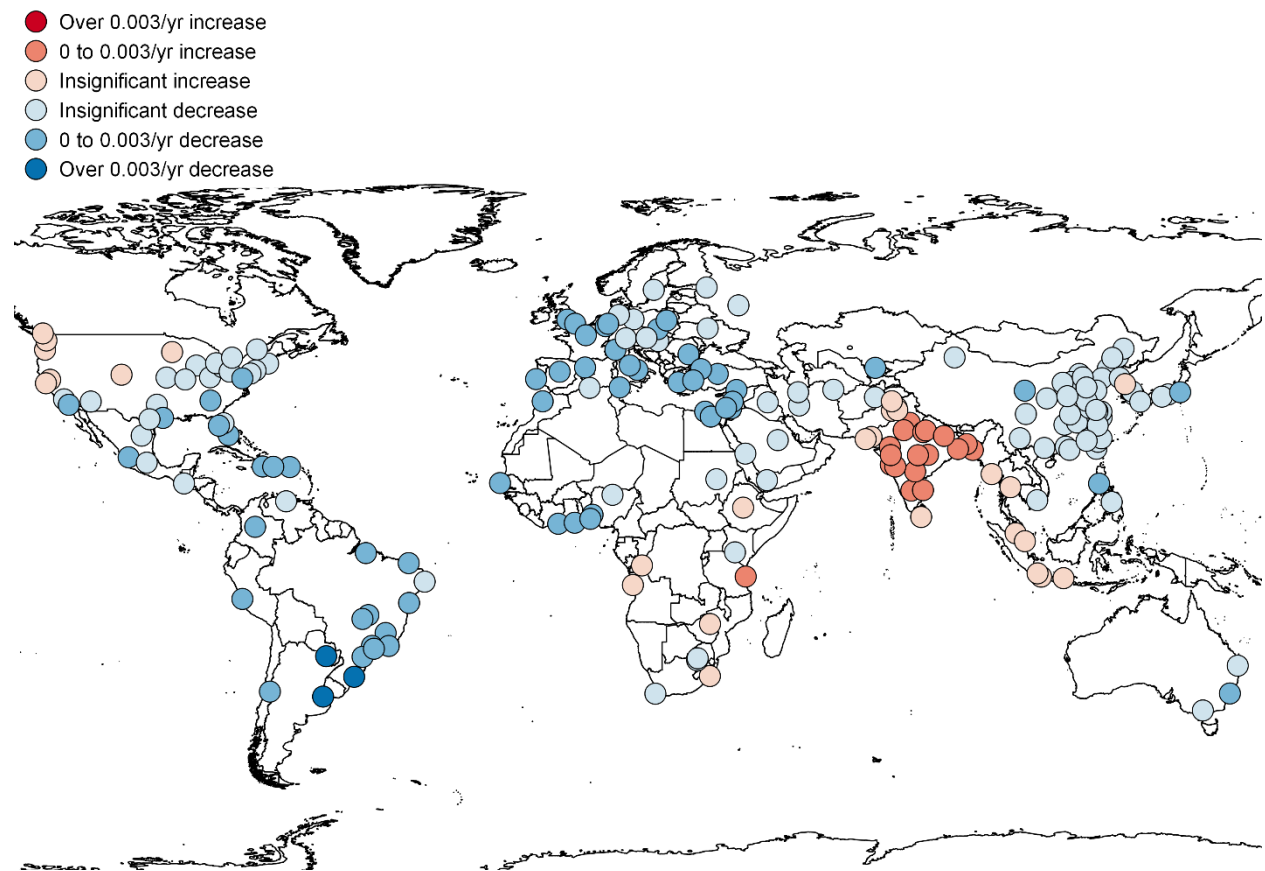 Over 0.003/yr increase
0 to 0.003/yr increase
Insignificant increase
Insignificant decrease
0 to 0.003/yr decrease
Over 0.003/yr decrease